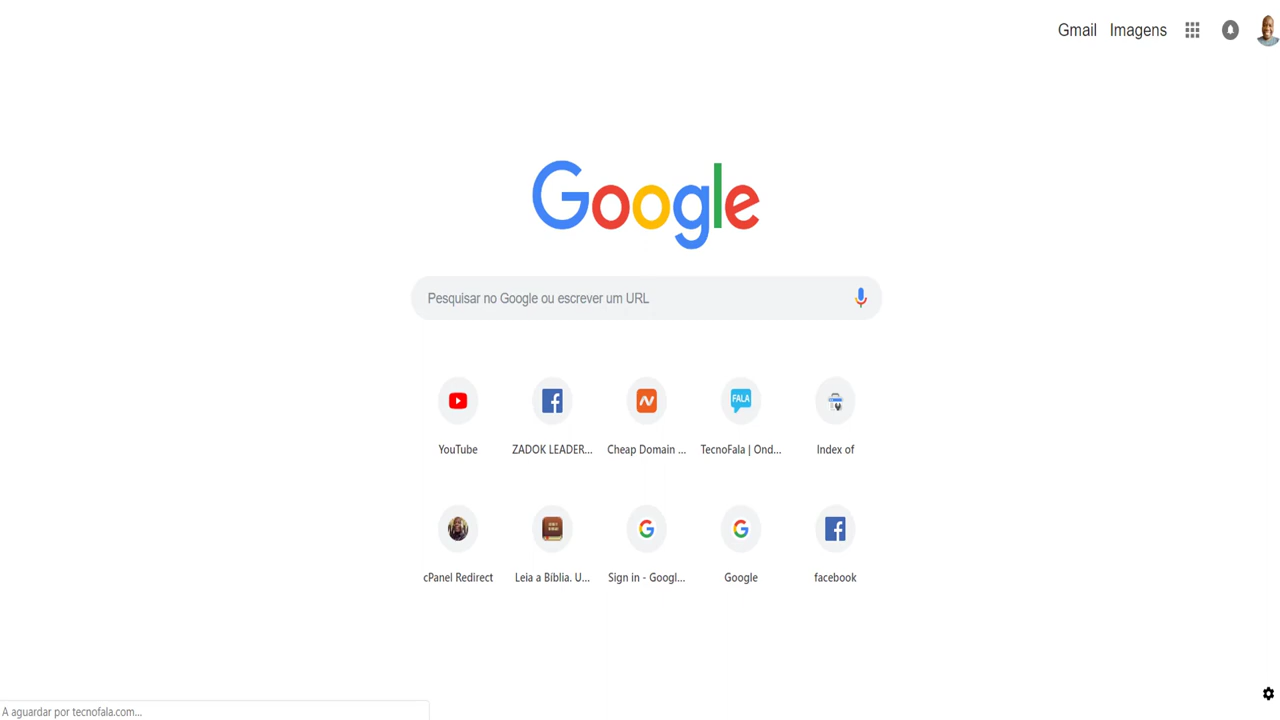 Gmail Imagens
Google
Pesquisar no Google ou escrever um URL
FALA
YouTube
ZADOK LEADER...
Cheap Domain ...
TecnoFala | Ond...
Index of
cPanel Redirect
Leia a Bíblia. U...
Sign in - Googl...
Google
facebook
A aguardar por tecnofala.com...